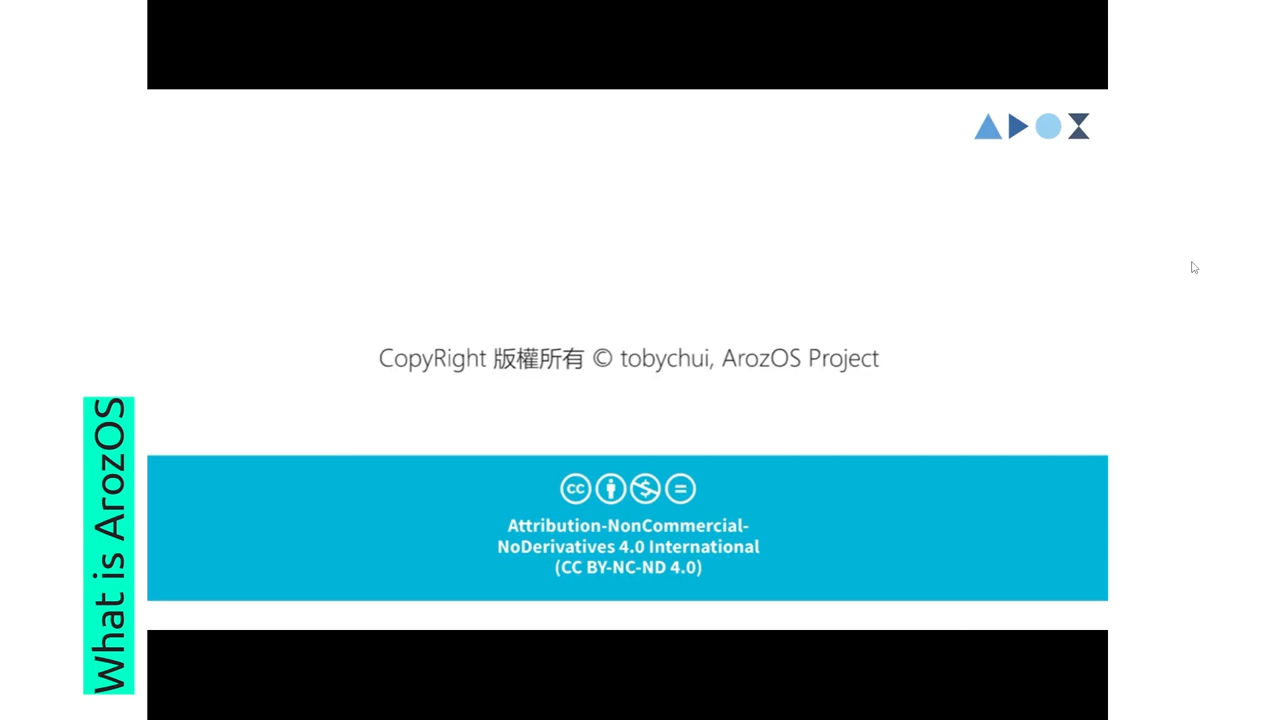 CopyRight 版權所有 © tobychui, ArozOS Project
What is ArozOS
cc
Attribution-NonCommercial-
NoDerivatives 4.0 International
(CC BY-NC-ND 4.0)